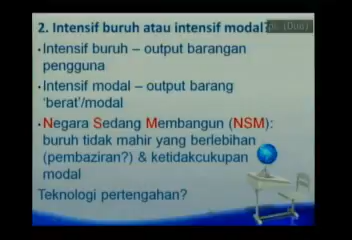 2. Intensif buruh atau intensif modal?
• Intensif buruh – output barangan
pengguna
• Intensif modal – output barang
‘berat’/modal
• Negara Sedang Membangun (NSM):
buruh tidak mahir yang berlebihan
(pembaziran?) & ketidakcukupan
modal
Teknologi pertengahan?